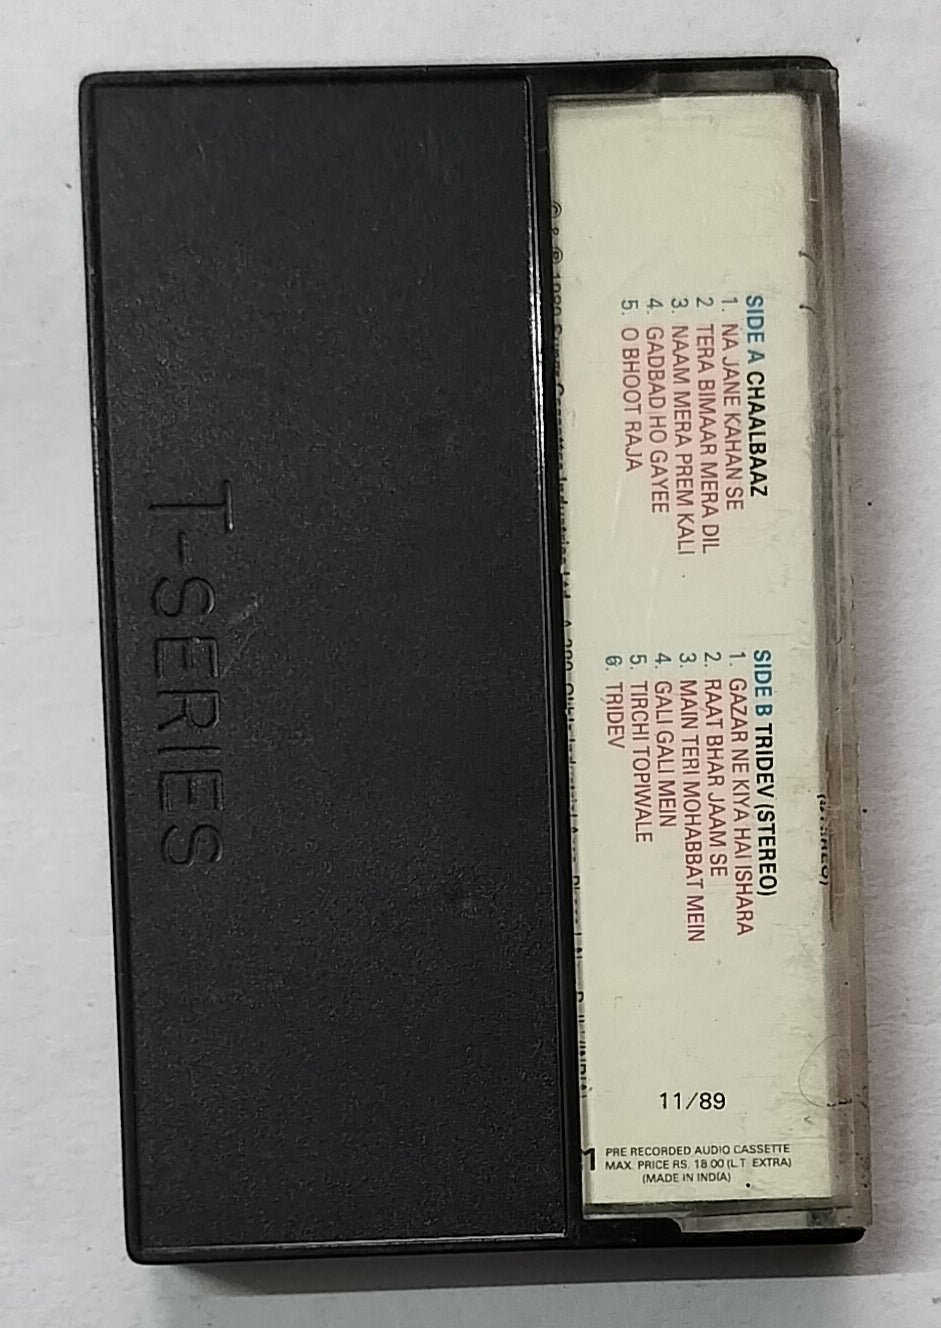 SIDE A CHAALBAAZ
1. NA JANE KAHAN SE
2 TERA BIMAAR MERA DIL
3. NAAM MERA PREM KALI
4. GADBAD HO GAYEE
5. O BHOOT RAJA
SIDE B TRIDEV (STEREO)
1. GAZAR NE KIYA HAI ISHARA
2. RAAT BHAR JAAM SE
3. MAIN TERI MOHABBAT MEIN
4. GALI GALI MEIN
5. TIRCHI TOPIWALE
6. TRIDEV
11/89
PRE RECORDED AUDIO CASSETTE
MAX. PRICE RS. 18.00 (L.T. EXTRA)
(MADE IN INDIA)
T-SERIES